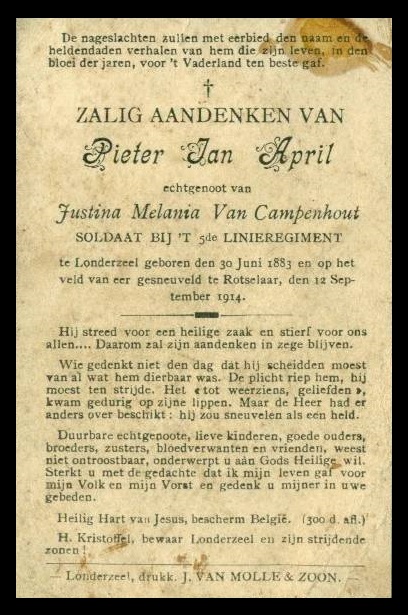 De nageslachten zullen met eerbied den naam en de
heldendaden verhalen van hem die zijn leven, in den
bloei der jaren, voor 't Vaderland ten beste gaf.
†
ZALIG AANDENKEN VAN
Pieter Jan April
echtgenoot van
Justina Melania Van Campenhout
SOLDAAT BIJ 'T 5de LINIEREGIMENT
te Londerzeel geboren den 30 Juni 1883 en op het
veld van eer gesneuveld te Rotselaar, den 12 Sep-
tember 1914.
Hij streed voor een heilige zaak en stierf voor ons
allen.... Daarom zal zijn aandenken in zege blijven.
Wie gedenkt niet den dag dat hij scheiden moest
van al wat hem dierbaar was. De plicht riep hem, hij
moest ten strijde. Het «tot weerziens, geliefden»,
kwam gedurig op zijne lippen. Maar de Heer had er
anders over beschikt: hij zou sneuvelen als een held.
Duurbare echtgenoote, lieve kinderen, goede ouders,
broeders, zusters, bloedverwanten en vrienden, weest
niet ontroostbaar, onderwerpt u aan Gods Heilige wil.
Sterkt u met de gedachte dat ik mijn leven gaf voor
mijn Volk en mijn Vorst en gedenk u mijner in uwe
gebeden.
Heilig Hart van Jesus, bescherm België. (300 d. afl.)
H. Kristoffel, bewaar Londerzeel en zijn strijdende
zonen!
— Londerzeel, drukk. J. VAN MOLLE & ZOON. —